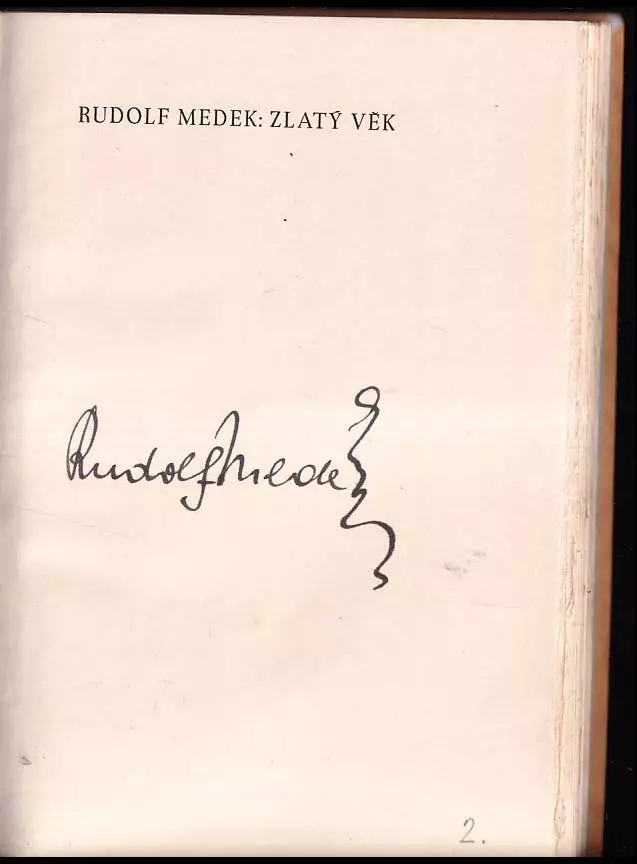 RUDOLF MEDEK: ZLATÝ VĚK
Rudolf Medek
2.